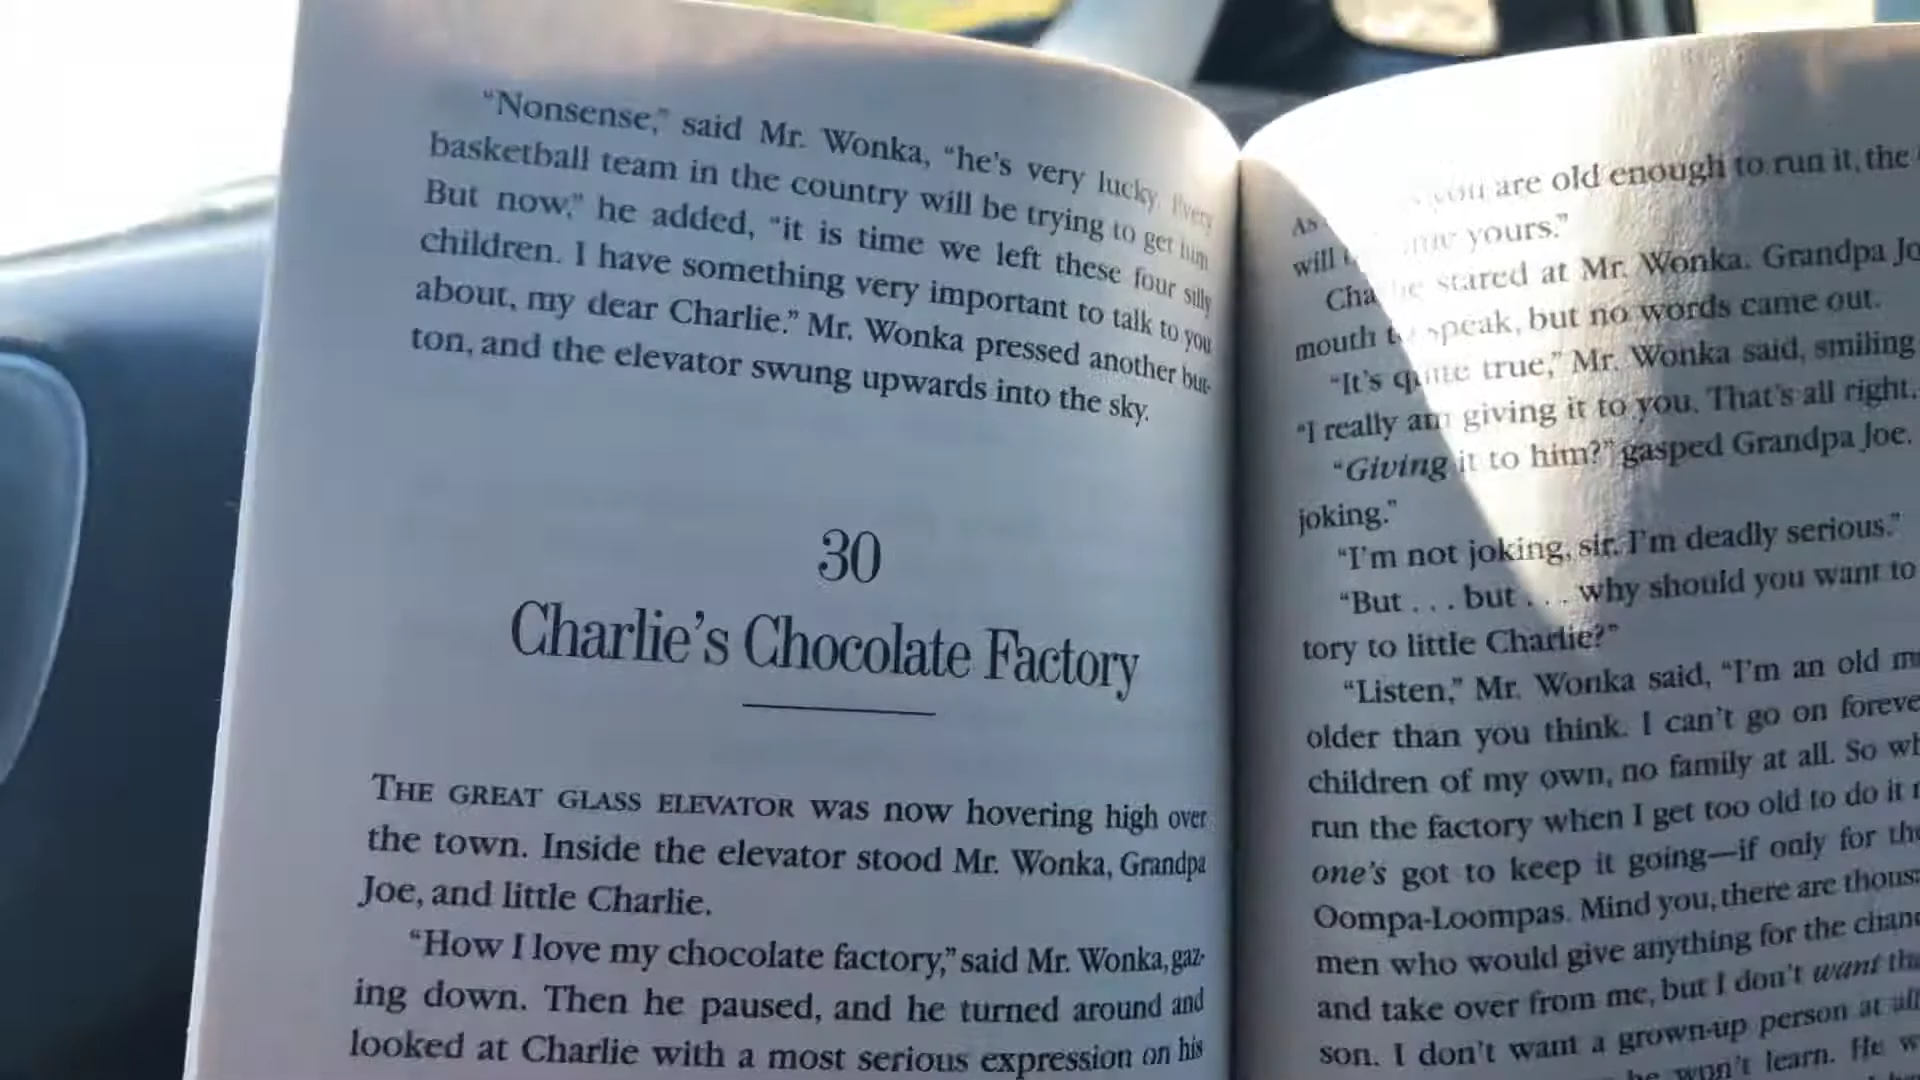 “Nonsense,” said Mr. Wonka, “he’s very lucky. Every
basketball team in the country will be trying to get him
But now,” he added, “it is time we left these four silly
children. I have something very important to talk to you
about, my dear Charlie.” Mr. Wonka pressed another but-
ton, and the elevator swung upwards into the sky.
30
Charlie’s Chocolate Factory
THE GREAT GLASS ELEVATOR was now hovering high over
the town. Inside the elevator stood Mr. Wonka, Grandpa
Joe, and little Charlie.
“How I love my chocolate factory,” said Mr. Wonka, gaz-
ing down. Then he paused, and he turned around and
looked at Charlie with a most serious expression on his
As you are old enough to run it, the
will yours.”
stared at Mr. Wonka. Grandpa Jo
mouth to speak, but no words came out.
“It’s quite true,” Mr. Wonka said, smiling
“I really am giving it to you. That’s all right,
“Giving it to him?” gasped Grandpa Joe.
joking.”
“I’m not joking, sir. I’m deadly serious.”
“But . . . but . . . why should you want to
tory to little Charlie?”
“Listen,” Mr. Wonka said, “I’m an old m
older than you think. I can’t go on foreve
children of my own, no family at all. So wh
run the factory when I get too old to do it
one’s got to keep it going—if only for the
Oompa-Loompas. Mind you, there are thous
men who would give anything for the chanc
and take over from me, but I don’t want tha
son. I don’t want a grown-up person at all
he won’t learn. He w